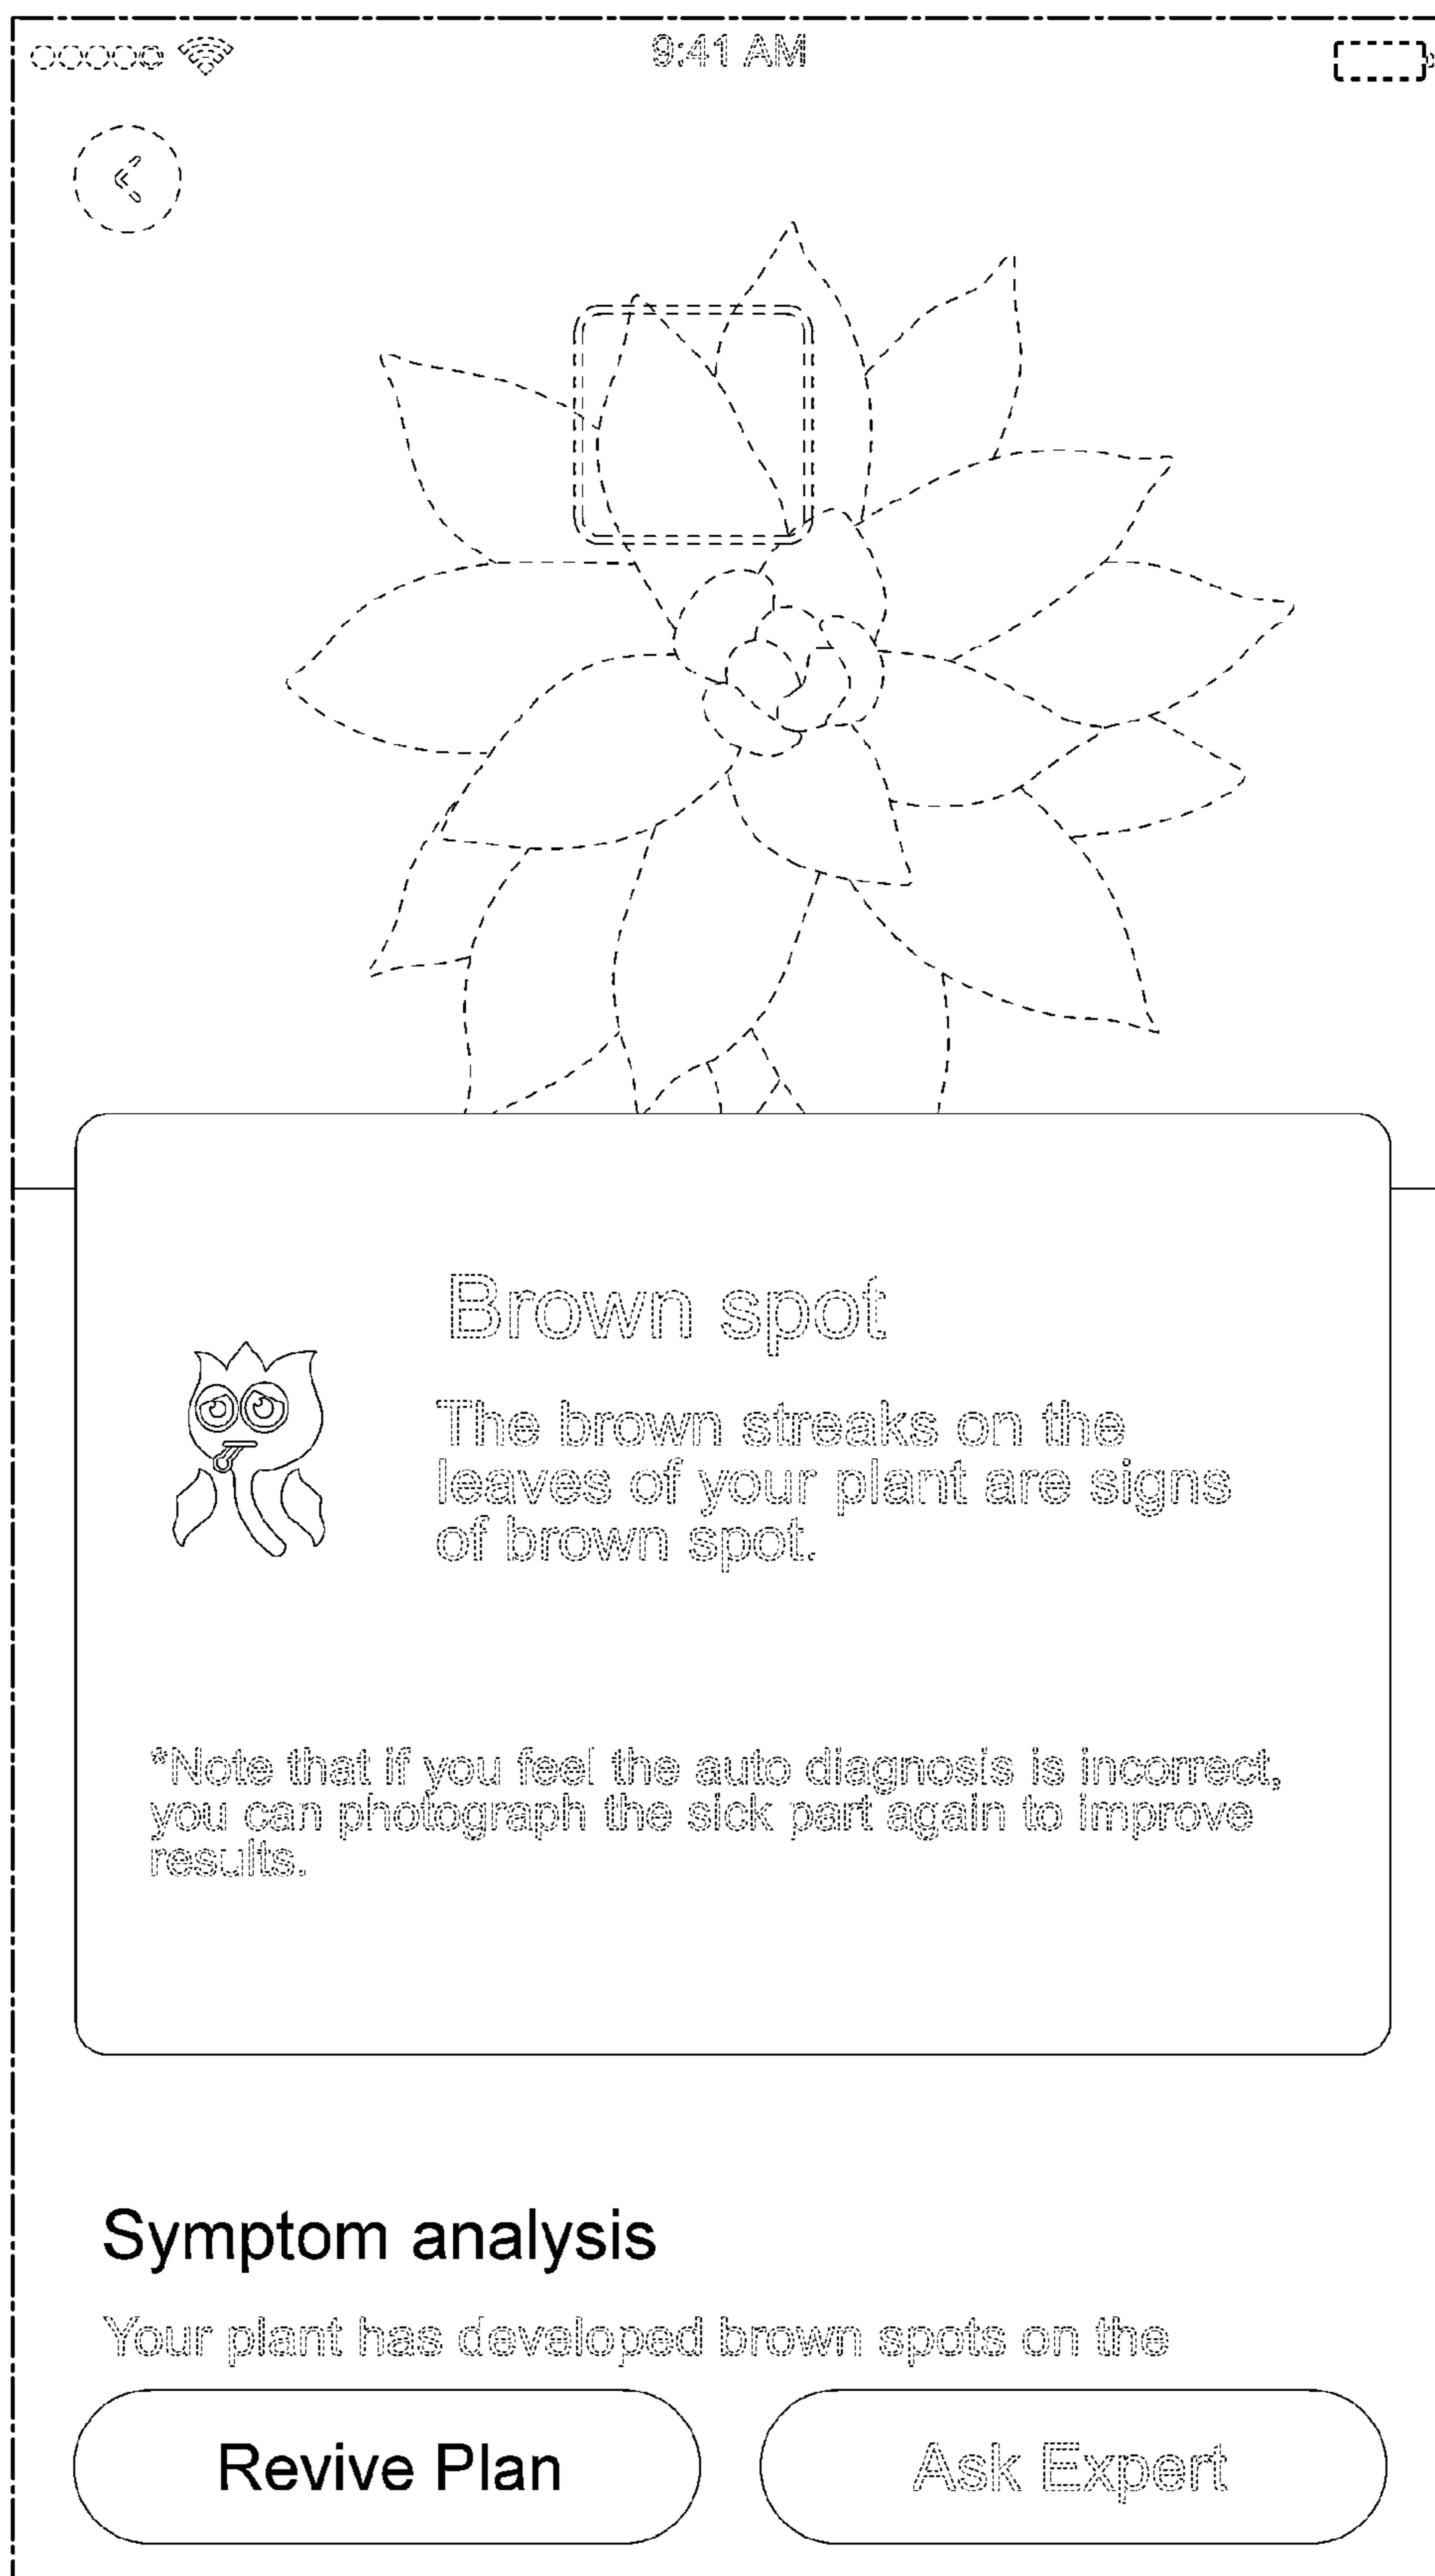 9:41 AM
Brown spot
The brown streaks on the
leaves of your plant are signs
of brown spot.
*Note that if you feel the auto diagnosis is incorrect,
you can photograph the sick part again to improve
results.
Symptom analysis
Your plant has developed brown spots on the
Revive Plan
Ask Expert